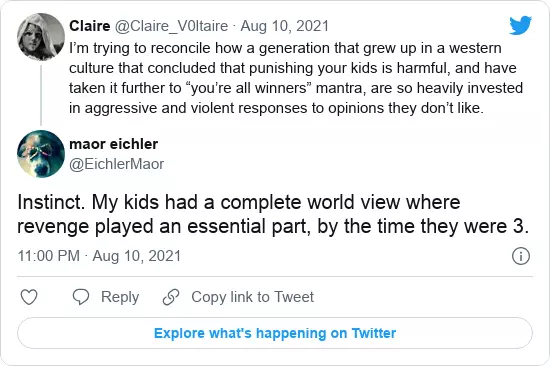 Claire @Claire_V0ltaire · Aug 10, 2021
I’m trying to reconcile how a generation that grew up in a western
culture that concluded that punishing your kids is harmful, and have
taken it further to “you’re all winners” mantra, are so heavily invested
in aggressive and violent responses to opinions they don’t like.
maor eichler
@EichlerMaor
Instinct. My kids had a complete world view where
revenge played an essential part, by the time they were 3.
11:00 PM · Aug 10, 2021
Reply
Copy link to Tweet
Explore what’s happening on Twitter